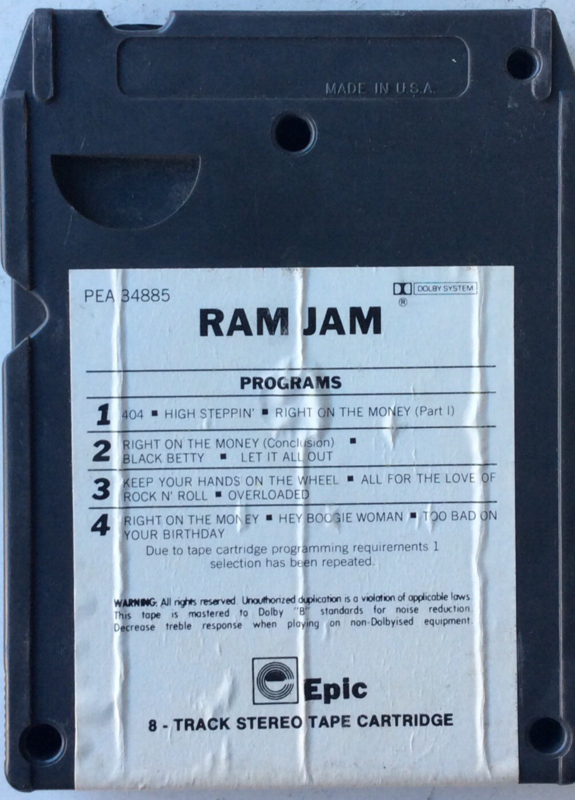 MADE IN U.S.A.
PEA 34885
DOLBY SYSTEM
®
RAM JAM
PROGRAMS
1 404 ■ HIGH STEPPIN' ■ RIGHT ON THE MONEY (Part I)
2 RIGHT ON THE MONEY (Conclusion) ■
BLACK BETTY ■ LET IT ALL OUT
3 KEEP YOUR HANDS ON THE WHEEL ■ ALL FOR THE LOVE OF
ROCK N' ROLL ■ OVERLOADED
4 RIGHT ON THE MONEY ■ HEY BOOGIE WOMAN ■ TOO BAD ON
YOUR BIRTHDAY
Due to tape cartridge programming requirements 1
selection has been repeated.
WARNING: All rights reserved. Unauthorized duplication is a violation of applicable laws.
This tape is mastered to Dolby "B" standards for noise reduction.
Decrease treble response when playing on non-Dolbyised equipment.
Epic
8 - TRACK STEREO TAPE CARTRIDGE